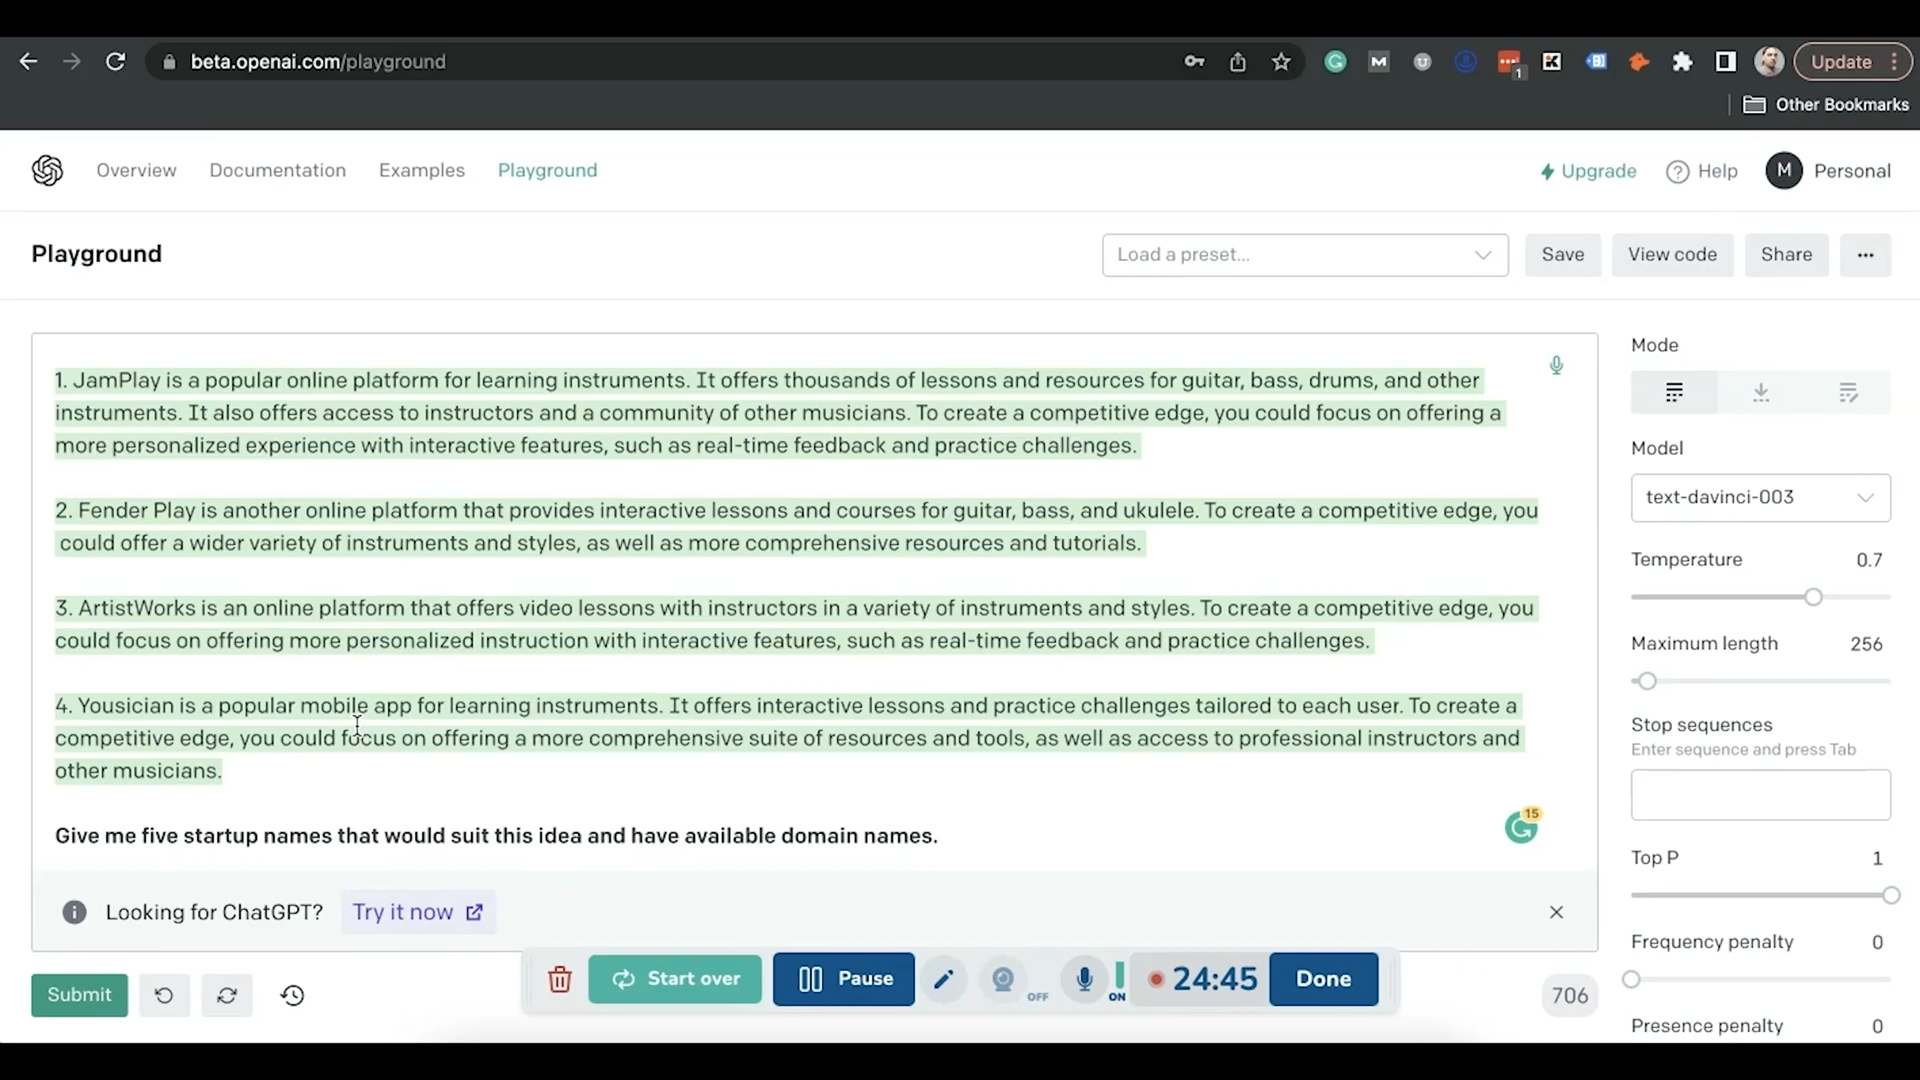 beta.openai.com/playground
1
Update
Other Bookmarks
Overview
Documentation
Examples
Playground
Upgrade
Help
M
Personal
Playground
Load a preset...
Save
View code
Share
1. JamPlay is a popular online platform for learning instruments. It offers thousands of lessons and resources for guitar, bass, drums, and other
instruments. It also offers access to instructors and a community of other musicians. To create a competitive edge, you could focus on offering a
more personalized experience with interactive features, such as real-time feedback and practice challenges.
2. Fender Play is another online platform that provides interactive lessons and courses for guitar, bass, and ukulele. To create a competitive edge, you
could offer a wider variety of instruments and styles, as well as more comprehensive resources and tutorials.
3. ArtistWorks is an online platform that offers video lessons with instructors in a variety of instruments and styles. To create a competitive edge, you
could focus on offering more personalized instruction with interactive features, such as real-time feedback and practice challenges.
4. Yousician is a popular mobile app for learning instruments. It offers interactive lessons and practice challenges tailored to each user. To create a
competitive edge, you could focus on offering a more comprehensive suite of resources and tools, as well as access to professional instructors and
other musicians.
Give me five startup names that would suit this idea and have available domain names.
15
Looking for ChatGPT?
Try it now
Submit
Start over
Pause
OFF
ON
24:45
Done
706
Mode
Model
text-davinci-003
Temperature
0.7
Maximum length
256
Stop sequences
Enter sequence and press Tab
Top P
1
Frequency penalty
0
Presence penalty
0